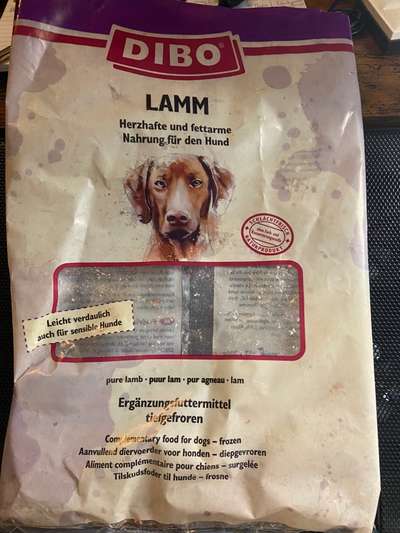 DIBO®
LAMM
Herzhafte und fettarme
Nahrung für den Hund
SCHLACHTFRISCH
NATURPRODUKT
Leicht verdaulich
auch für sensible Hunde
pure lamb - puur lam - pur agneau - lam
Ergänzungsfuttermittel
tiefgefroren
Complementary food for dogs – frozen
Aanvullend diervoeder voor honden – diepgevroren
Aliment complémentaire pour chiens – surgelée
Tilskudsfoder til hunde – frosne